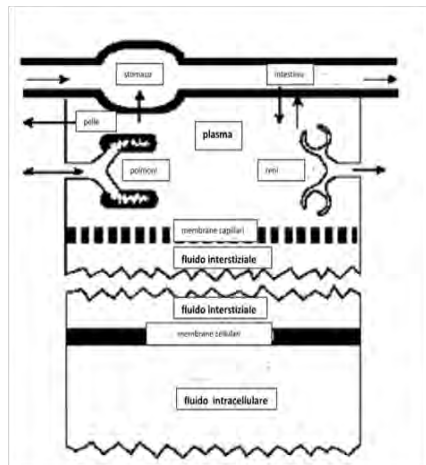 stomaco
intestino
pelle
plasma
polmoni
reni
membrane capillari
fluido interstiziale
fluido interstiziale
membrane cellulari
fluido intracellulare